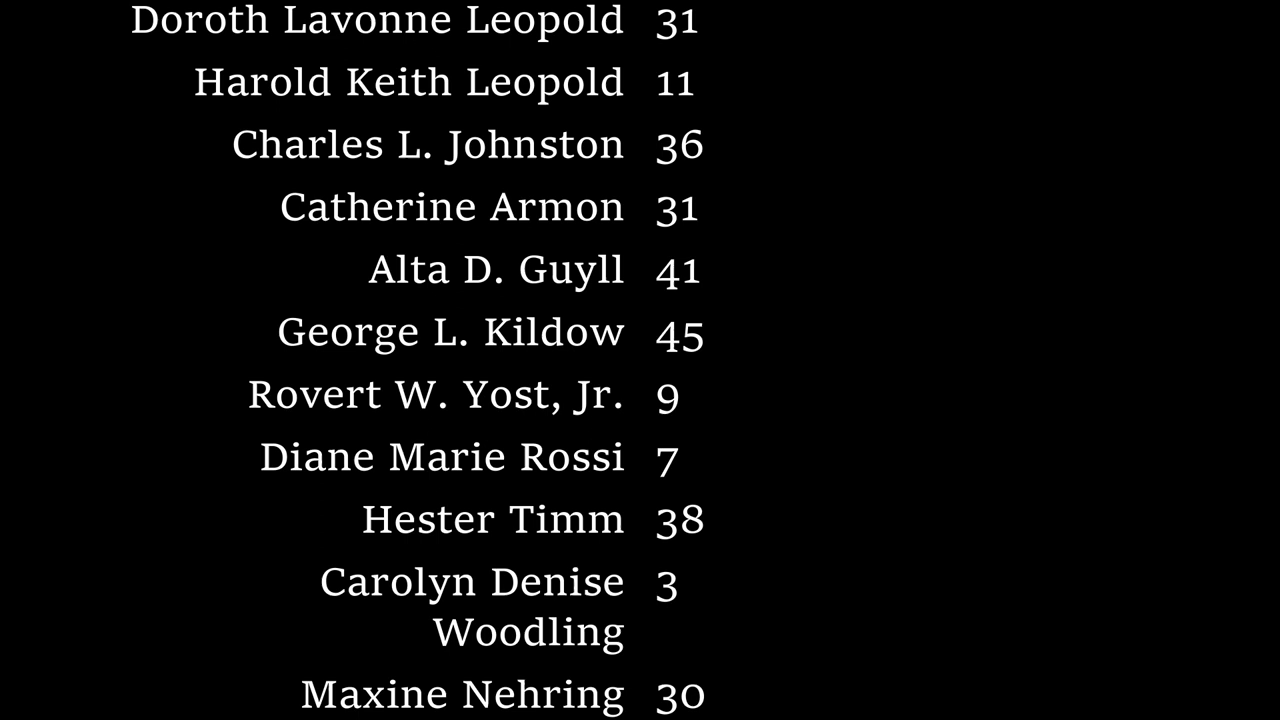 Doroth Lavonne Leopold 31
Harold Keith Leopold 11
Charles L. Johnston 36
Catherine Armon 31
Alta D. Guyll 41
George L. Kildow 45
Rovert W. Yost, Jr. 9
Diane Marie Rossi 7
Hester Timm 38
Carolyn Denise 3
Woodling
Maxine Nehring 30